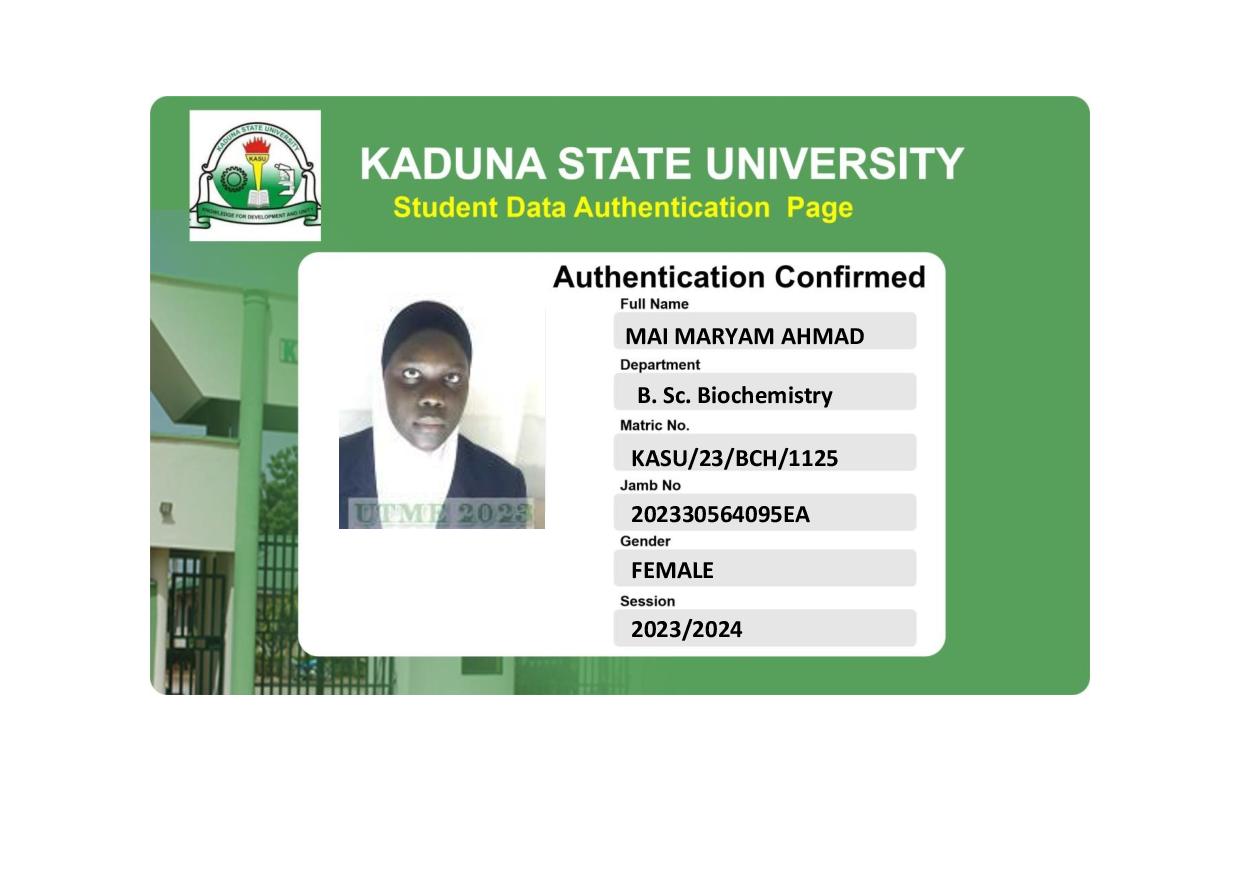 KADUNA STATE UNIVERSITY
KASU
KNOWLEDGE FOR DEVELOPMENT AND UNITY
KADUNA STATE UNIVERSITY
Student Data Authentication Page
Authentication Confirmed
Full Name
MAI MARYAM AHMAD
Department
B. Sc. Biochemistry
Matric No.
KASU/23/BCH/1125
Jamb No
202330564095EA
Gender
FEMALE
Session
2023/2024
UTME 2023
K